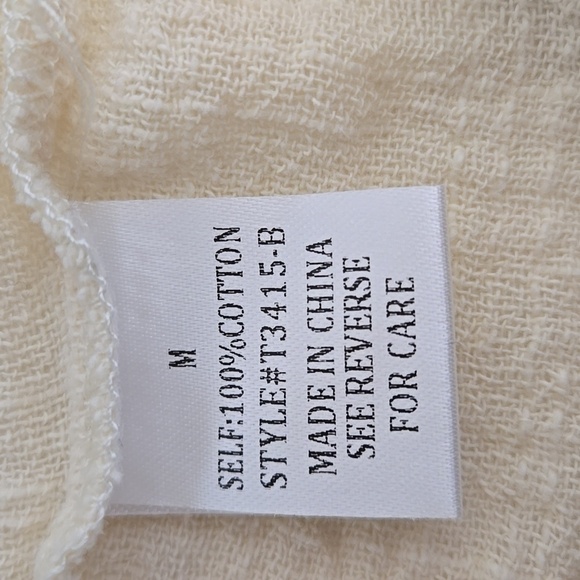 M
SELF:100%COTTON
STYLE#T3415-B
MADE IN CHINA
SEE REVERSE
FOR CARE